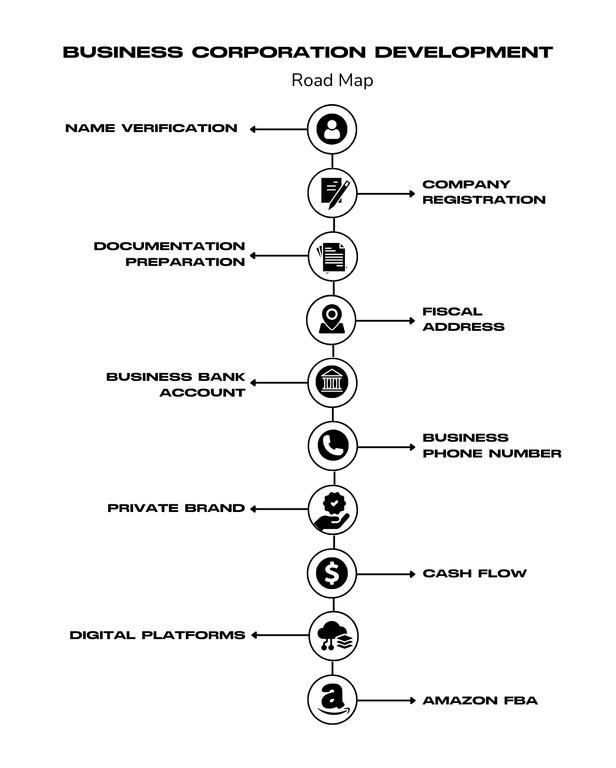 BUSINESS CORPORATION DEVELOPMENT
Road Map
NAME VERIFICATION
COMPANY
REGISTRATION
DOCUMENTATION
PREPARATION
FISCAL
ADDRESS
BUSINESS BANK
ACCOUNT
BUSINESS
PHONE NUMBER
PRIVATE BRAND
CASH FLOW
DIGITAL PLATFORMS
AMAZON FBA